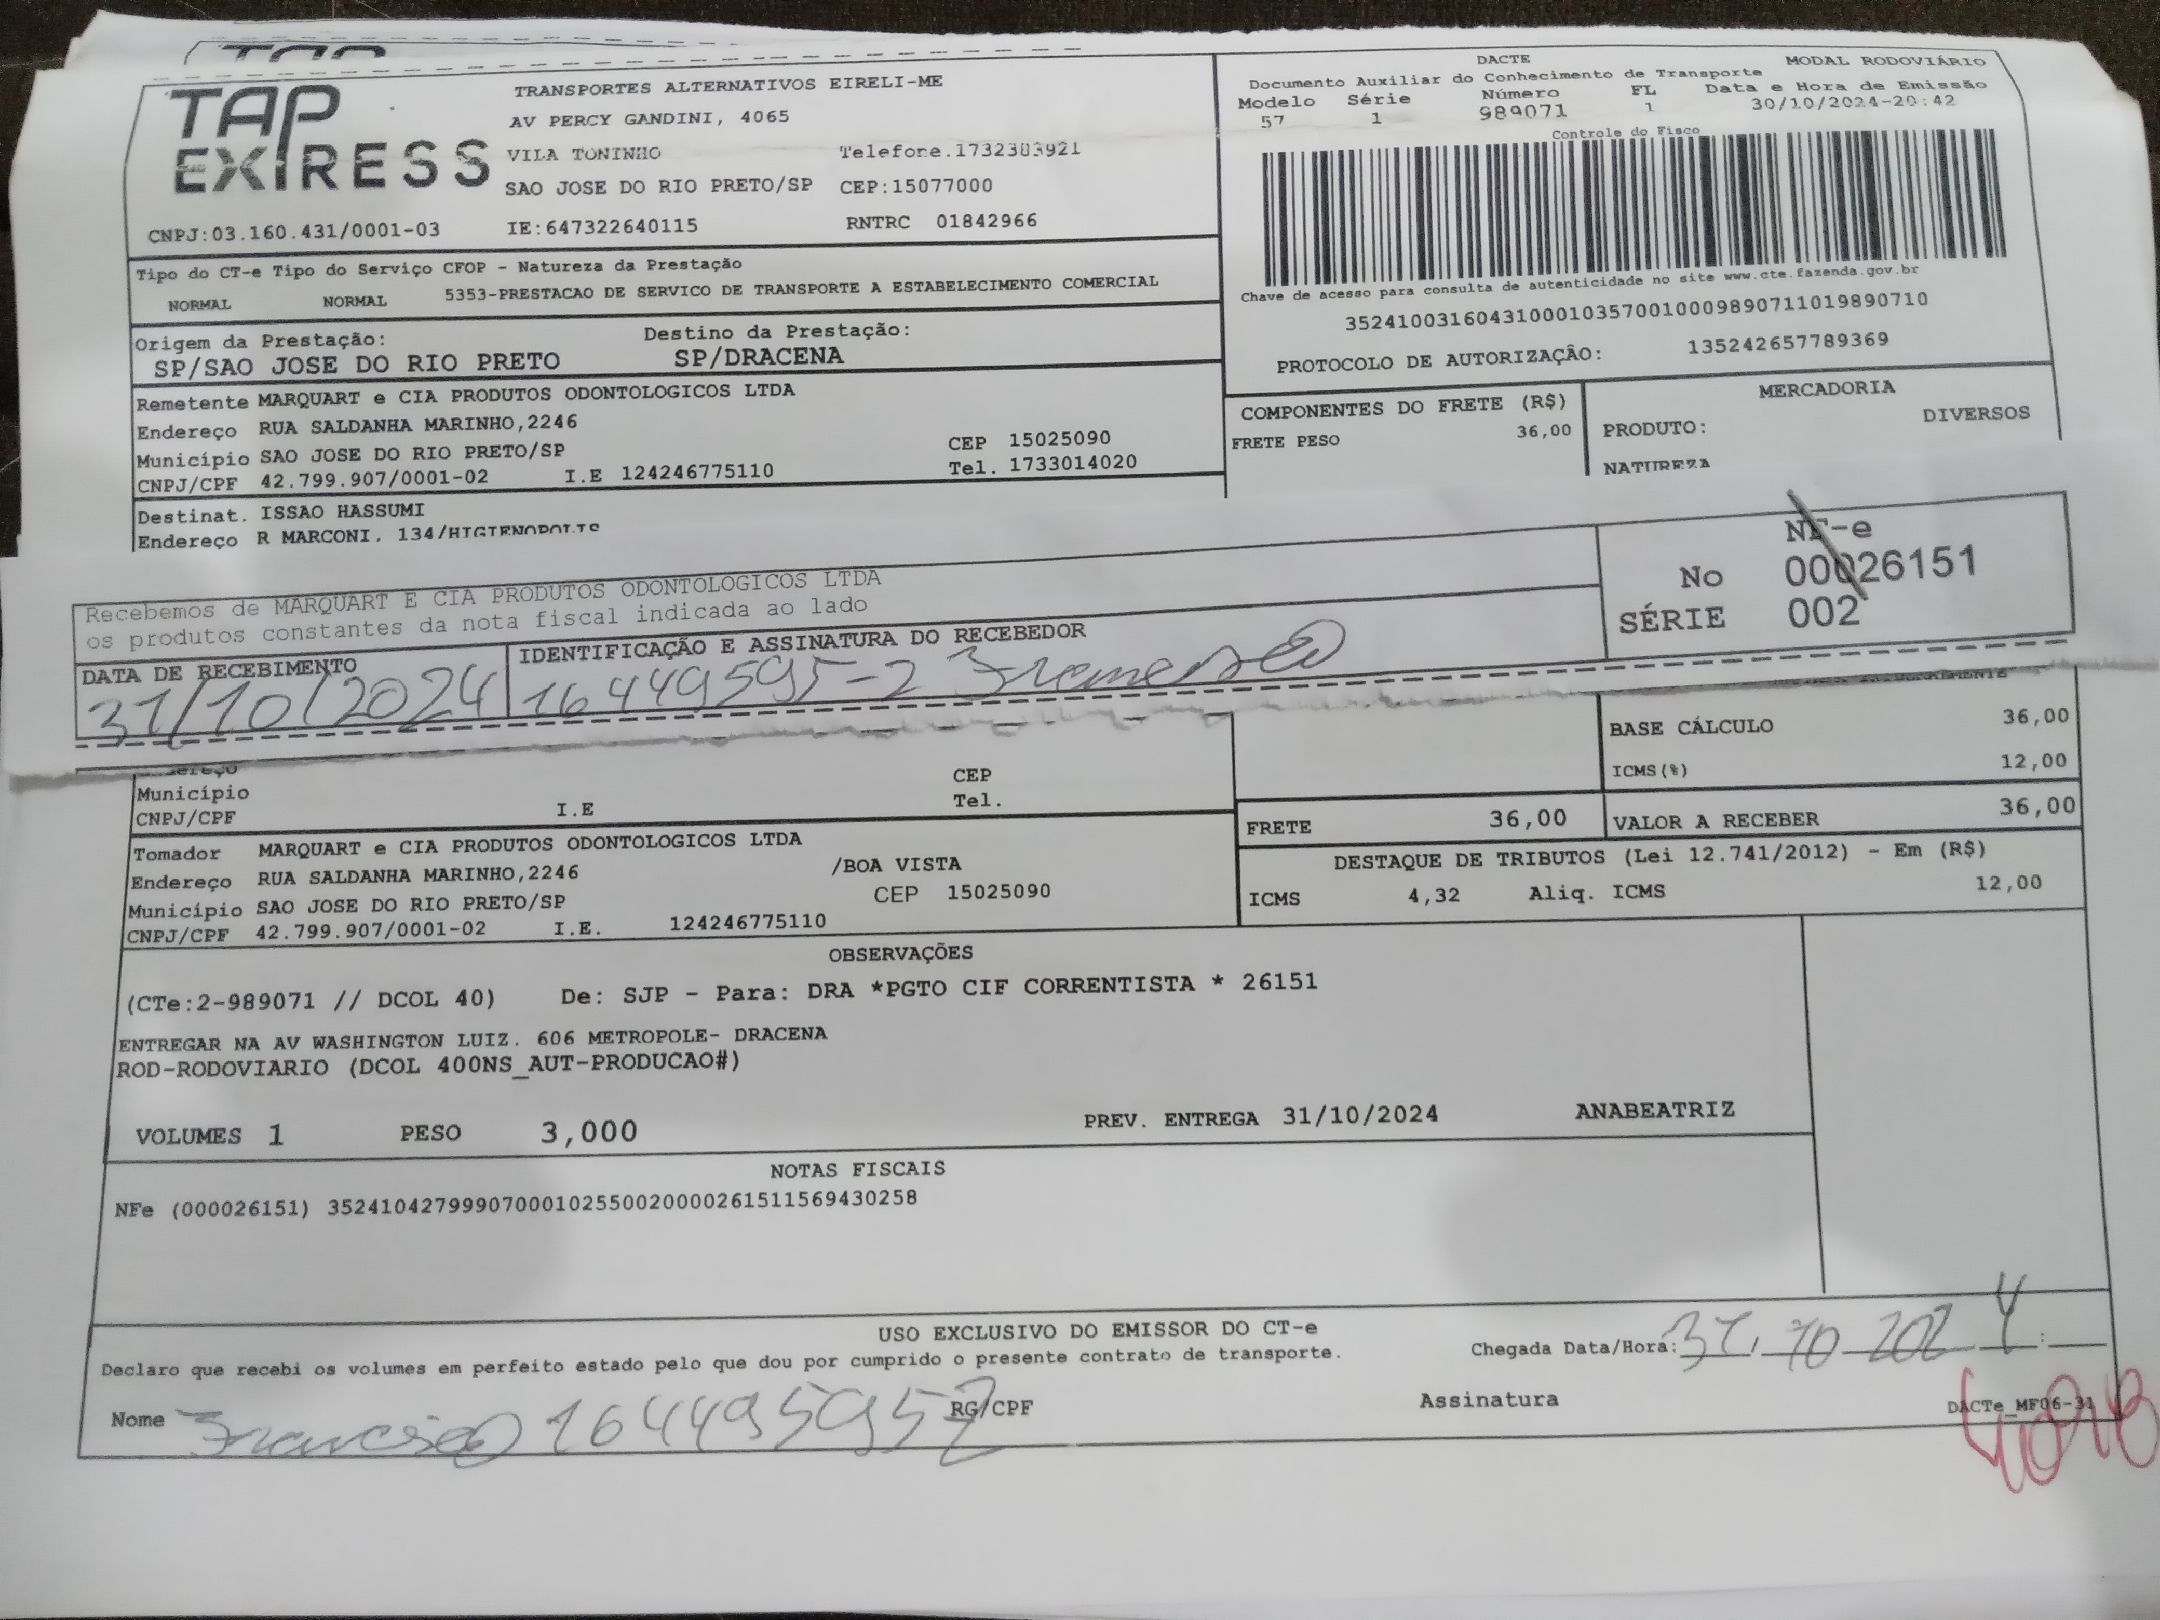 TAP
EXPRESS
TRANSPORTES ALTERNATIVOS EIRELI-ME
AV PERCY GANDINI, 4065
VILA TONINHO Telefone.1732303921
SAO JOSE DO RIO PRETO/SP CEP:15077000
CNPJ:03.160.431/0001-03 IE:647322640115 RNTRC 01842966
DACTE MODAL RODOVIÁRIO
Documento Auxiliar do Conhecimento de Transporte
Modelo Série Número FL Data e Hora de Emissão
57 1 989071 1 30/10/2024-20:42
Controle do Fisco
Chave de acesso para consulta de autenticidade no site www.cte.fazenda.gov.br
35241003160431000103570010009890711019890710
PROTOCOLO DE AUTORIZAÇÃO: 135242657789369
Tipo do CT-e Tipo do Serviço CFOP - Natureza da Prestação
NORMAL NORMAL 5353-PRESTACAO DE SERVICO DE TRANSPORTE A ESTABELECIMENTO COMERCIAL
Origem da Prestação: Destino da Prestação:
SP/SAO JOSE DO RIO PRETO SP/DRACENA
Remetente MARQUART e CIA PRODUTOS ODONTOLOGICOS LTDA
Endereço RUA SALDANHA MARINHO,2246
Município SAO JOSE DO RIO PRETO/SP CEP 15025090
CNPJ/CPF 42.799.907/0001-02 I.E 124246775110 Tel. 1733014020
COMPONENTES DO FRETE (R$)
FRETE PESO 36,00
MERCADORIA
PRODUTO: DIVERSOS
NATUREZA
Destinat. ISSAO HASSUMI
Endereço R MARCONI, 134/HIGIENOPOLIS
Recebemos de MARQUART E CIA PRODUTOS ODONTOLOGICOS LTDA
os produtos constantes da nota fiscal indicada ao lado
NF-e
No 00026151
SÉRIE 002
DATA DE RECEBIMENTO IDENTIFICAÇÃO E ASSINATURA DO RECEBEDOR
31/10/2024 16449595-2
BASE CÁLCULO 36,00
ICMS(%) 12,00
Endereço
Município CEP
CNPJ/CPF I.E Tel.
FRETE 36,00 VALOR A RECEBER 36,00
Tomador MARQUART e CIA PRODUTOS ODONTOLOGICOS LTDA
Endereço RUA SALDANHA MARINHO,2246 /BOA VISTA
Município SAO JOSE DO RIO PRETO/SP CEP 15025090
CNPJ/CPF 42.799.907/0001-02 I.E. 124246775110
DESTAQUE DE TRIBUTOS (Lei 12.741/2012) - Em (R$)
ICMS 4,32 Aliq. ICMS 12,00
OBSERVAÇÕES
(CTe:2-989071 // DCOL 40) De: SJP - Para: DRA *PGTO CIF CORRENTISTA * 26151
ENTREGAR NA AV WASHINGTON LUIZ. 606 METROPOLE- DRACENA
ROD-RODOVIARIO (DCOL 400NS_AUT-PRODUCAO#)
VOLUMES 1 PESO 3,000 PREV. ENTREGA 31/10/2024 ANABEATRIZ
NOTAS FISCAIS
NFe (000026151) 35241042799907000102550020000261511569430258
USO EXCLUSIVO DO EMISSOR DO CT-e
Declaro que recebi os volumes em perfeito estado pelo que dou por cumprido o presente contrato de transporte.
Chegada Data/Hora: 31 10 2024
Nome Francisco 164495952 RG/CPF Assinatura DACTe_MF06-31